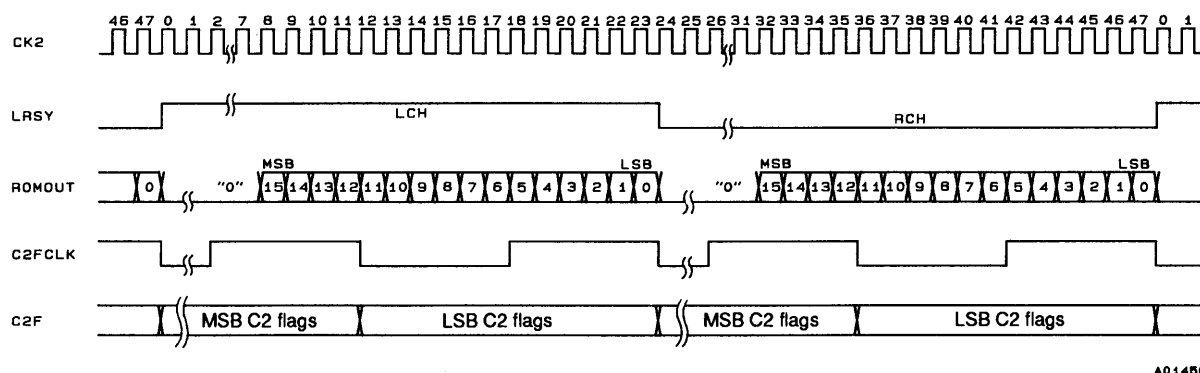 46 47 0 1 2 7 8 9 10 11 12 13 14 15 16 17 18 19 20 21 22 23 24 25 26 31 32 33 34 35 36 37 38 39 40 41 42 43 44 45 46 47 0 1
CK2
LRSY LCH RCH
MSB LSB MSB LSB
ROMOUT 0 "0" 15 14 13 12 11 10 9 8 7 6 5 4 3 2 1 0 "0" 15 14 13 12 11 10 9 8 7 6 5 4 3 2 1 0
C2FCLK
C2F MSB C2 flags LSB C2 flags MSB C2 flags LSB C2 flags